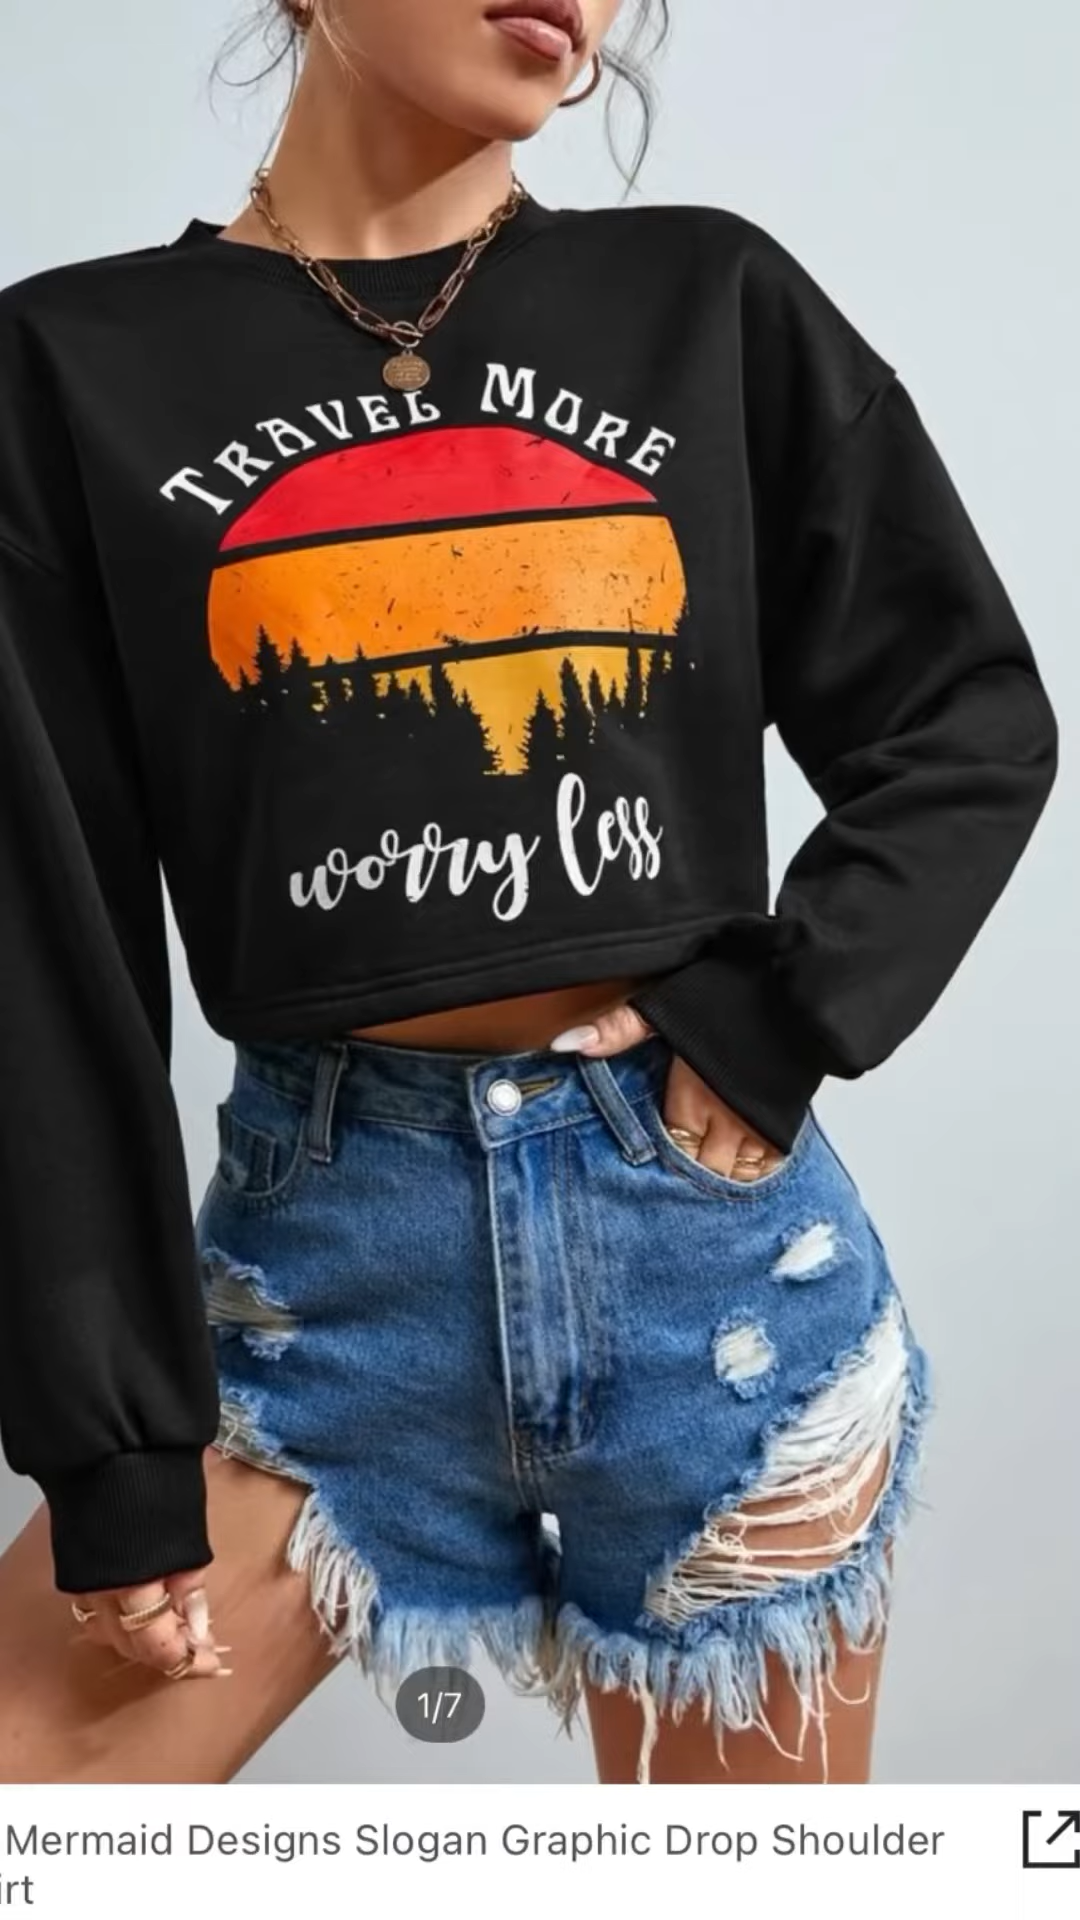 TRAVEL MORE
worry less
1/7
Mermaid Designs Slogan Graphic Drop Shoulder
irt